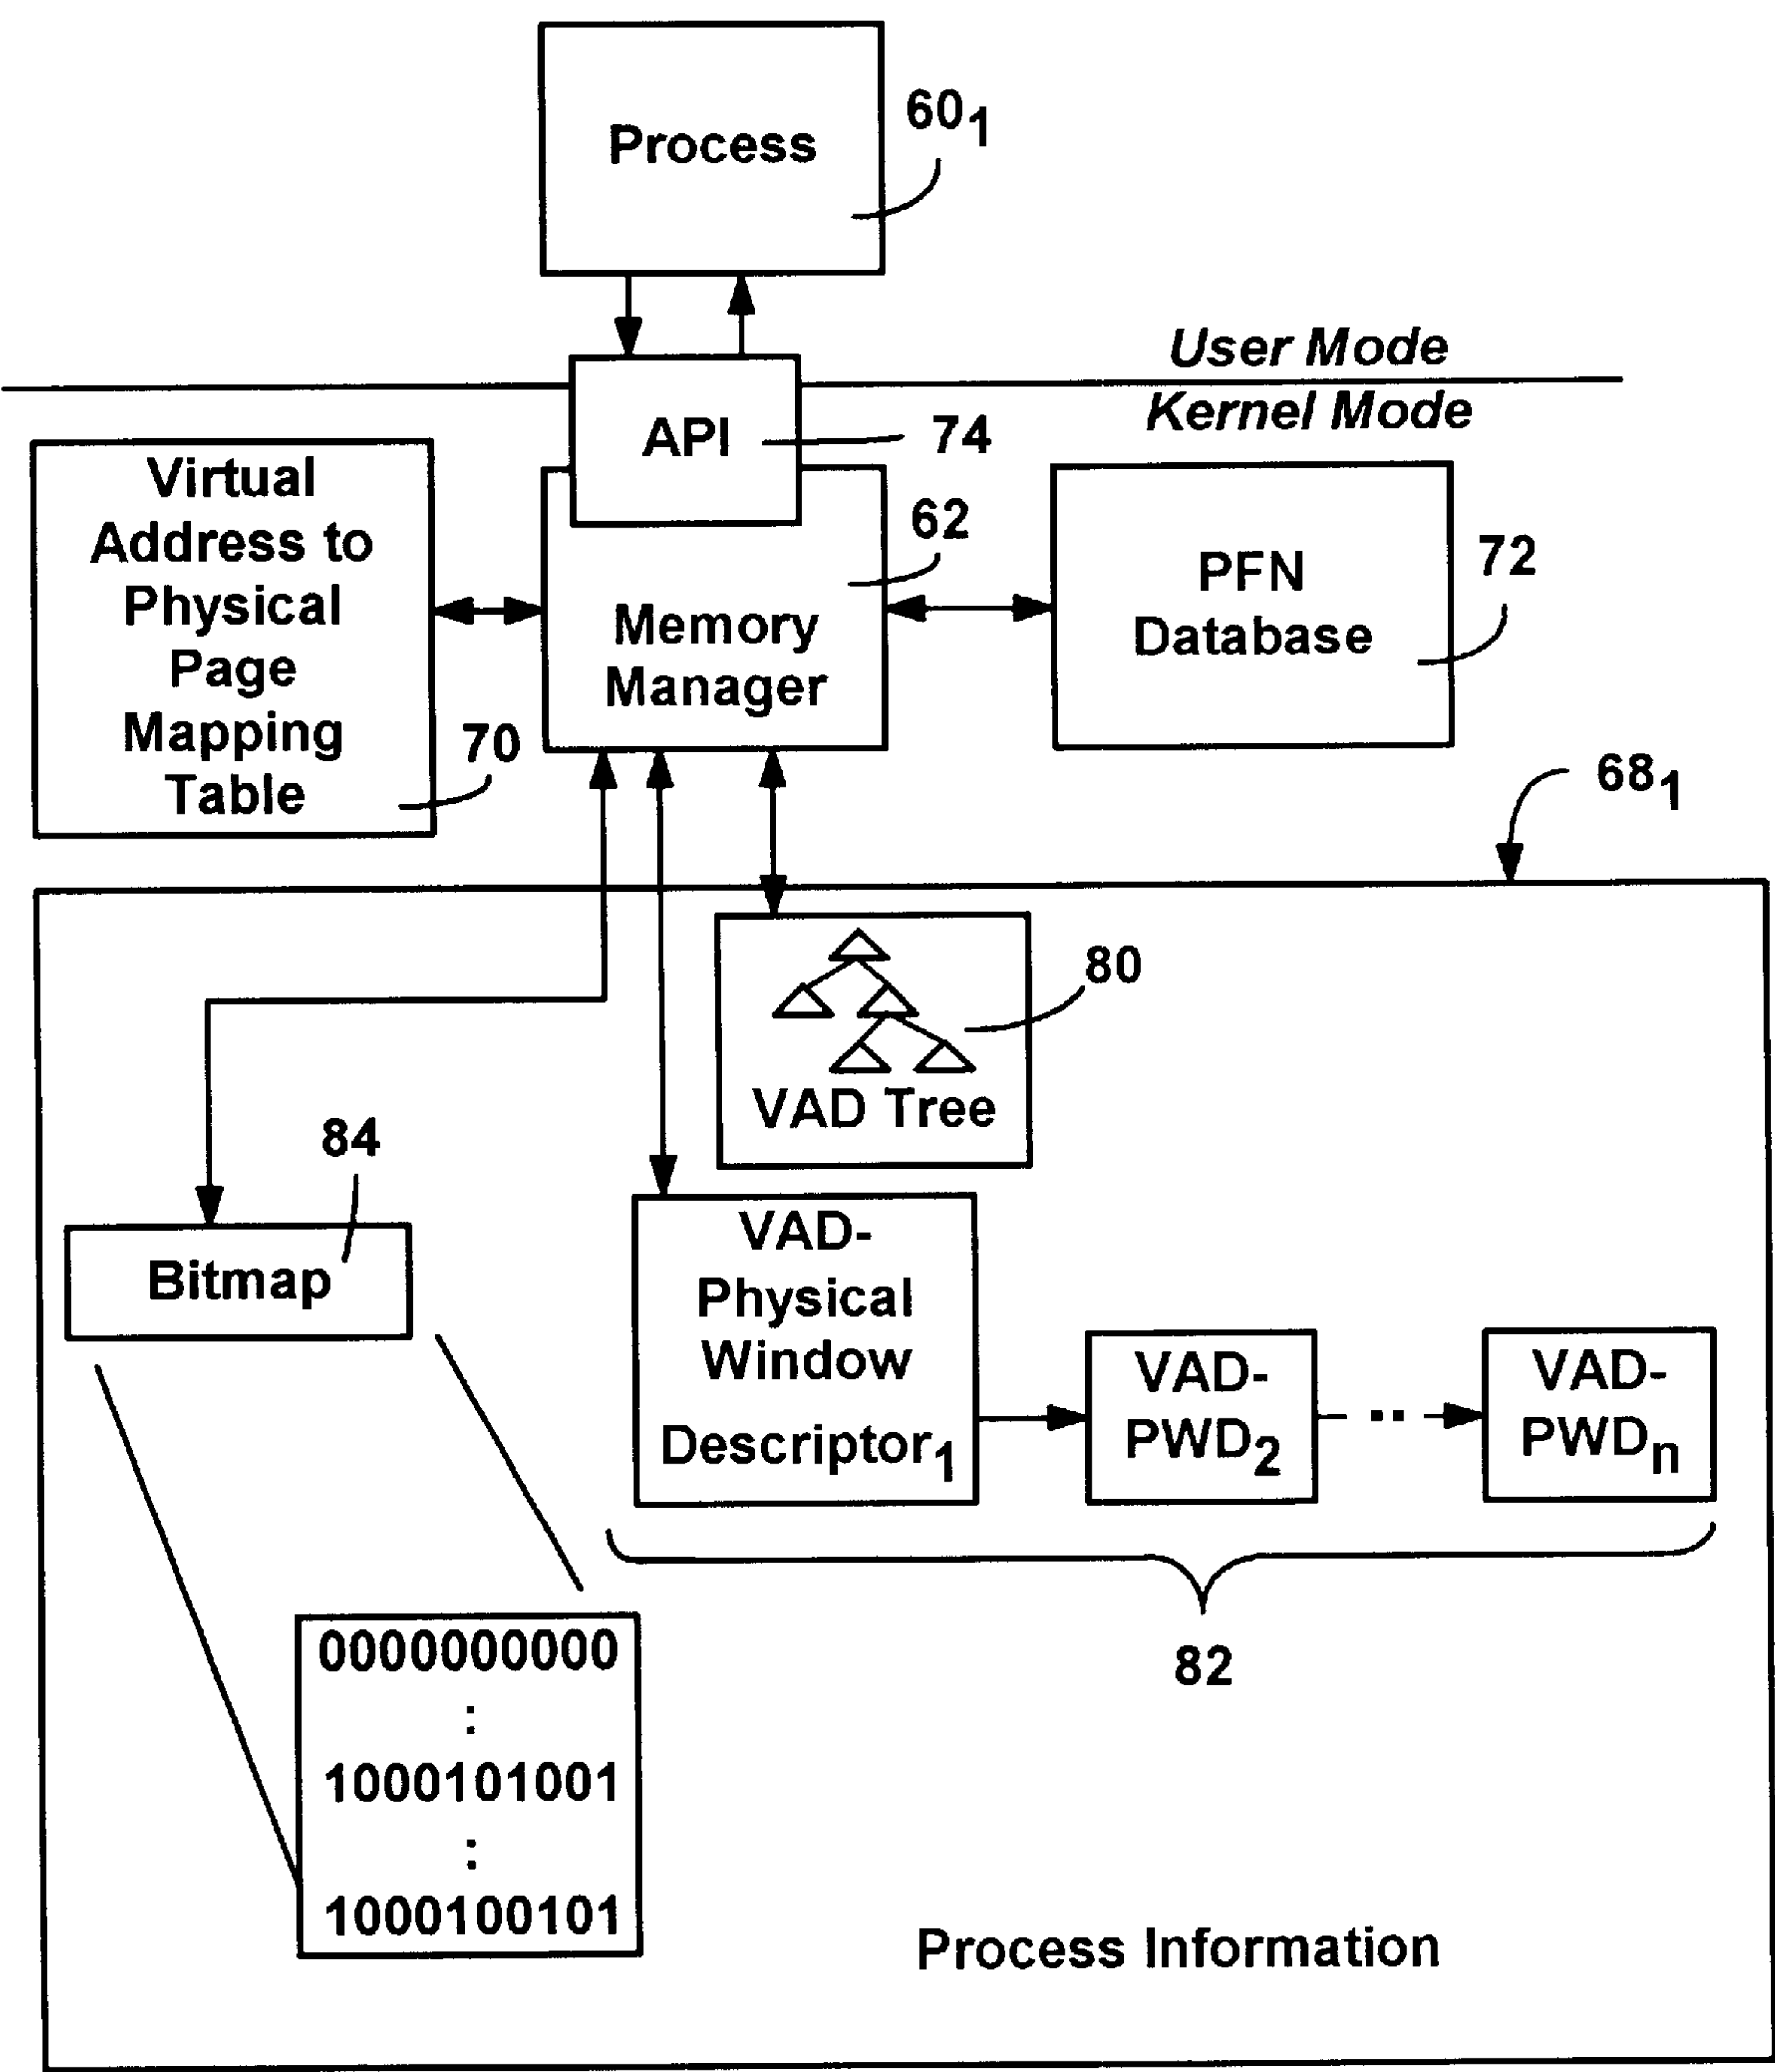 Process
60₁
User Mode
Kernel Mode
API
74
Virtual
Address to
Physical
Page
Mapping
Table
70
62
Memory
Manager
PFN
Database
72
68₁
80
VAD Tree
84
Bitmap
VAD-
Physical
Window
Descriptor₁
VAD-
PWD₂
..
VAD-
PWDₙ
82
0000000000
:
1000101001
:
1000100101
Process Information